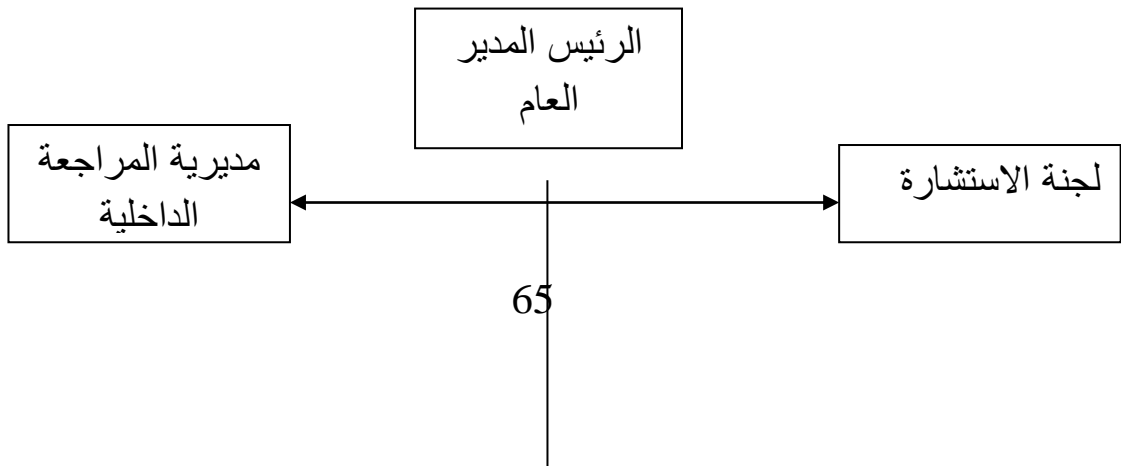 الرئيس المدير
العام
لجنة الاستشارة
مديرية المراجعة
الداخلية
65